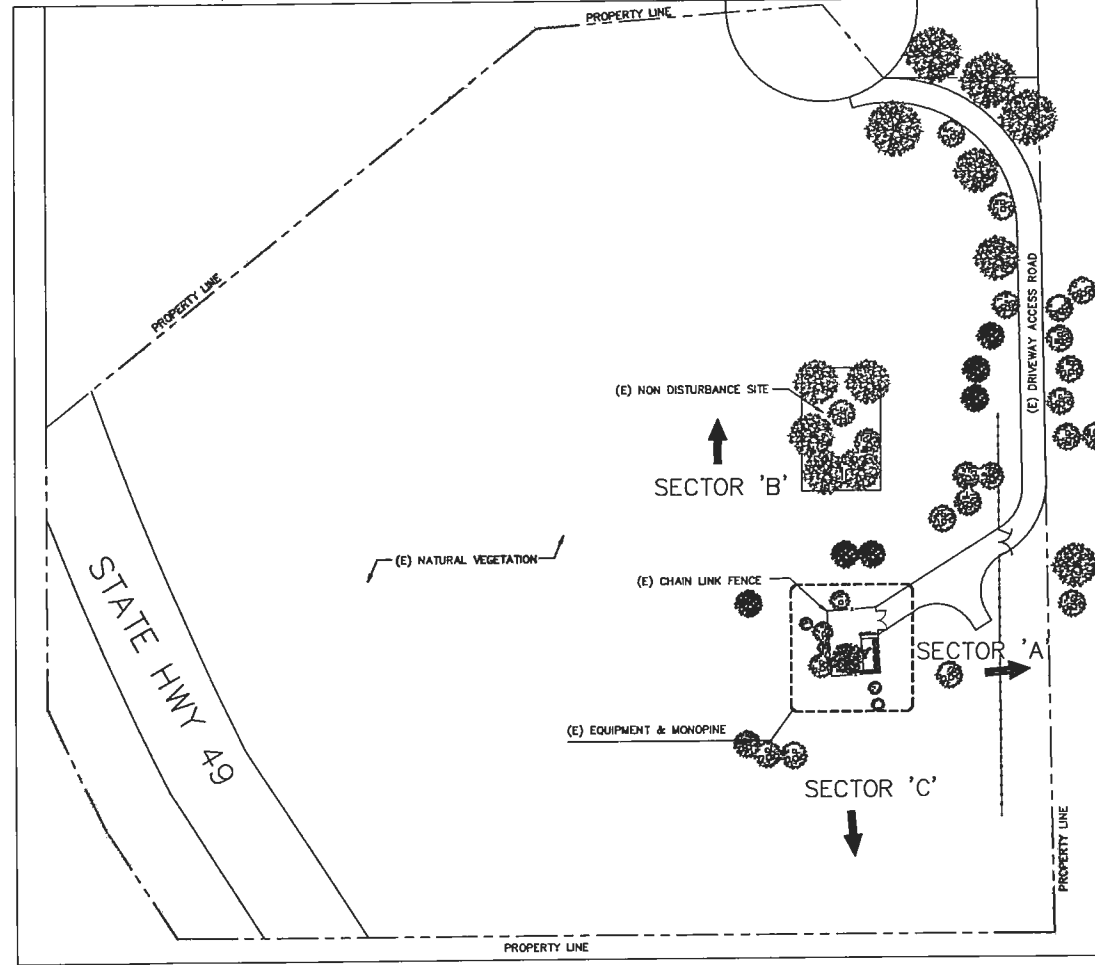 PROPERTY LINE
PROPERTY LINE
(E) DRIVEWAY ACCESS ROAD
(E) NON DISTURBANCE SITE
SECTOR 'B'
(E) NATURAL VEGETATION
(E) CHAIN LINK FENCE
STATE HWY 49
SECTOR 'A'
(E) EQUIPMENT & MONOPINE
SECTOR 'C'
PROPERTY LINE
PROPERTY LINE